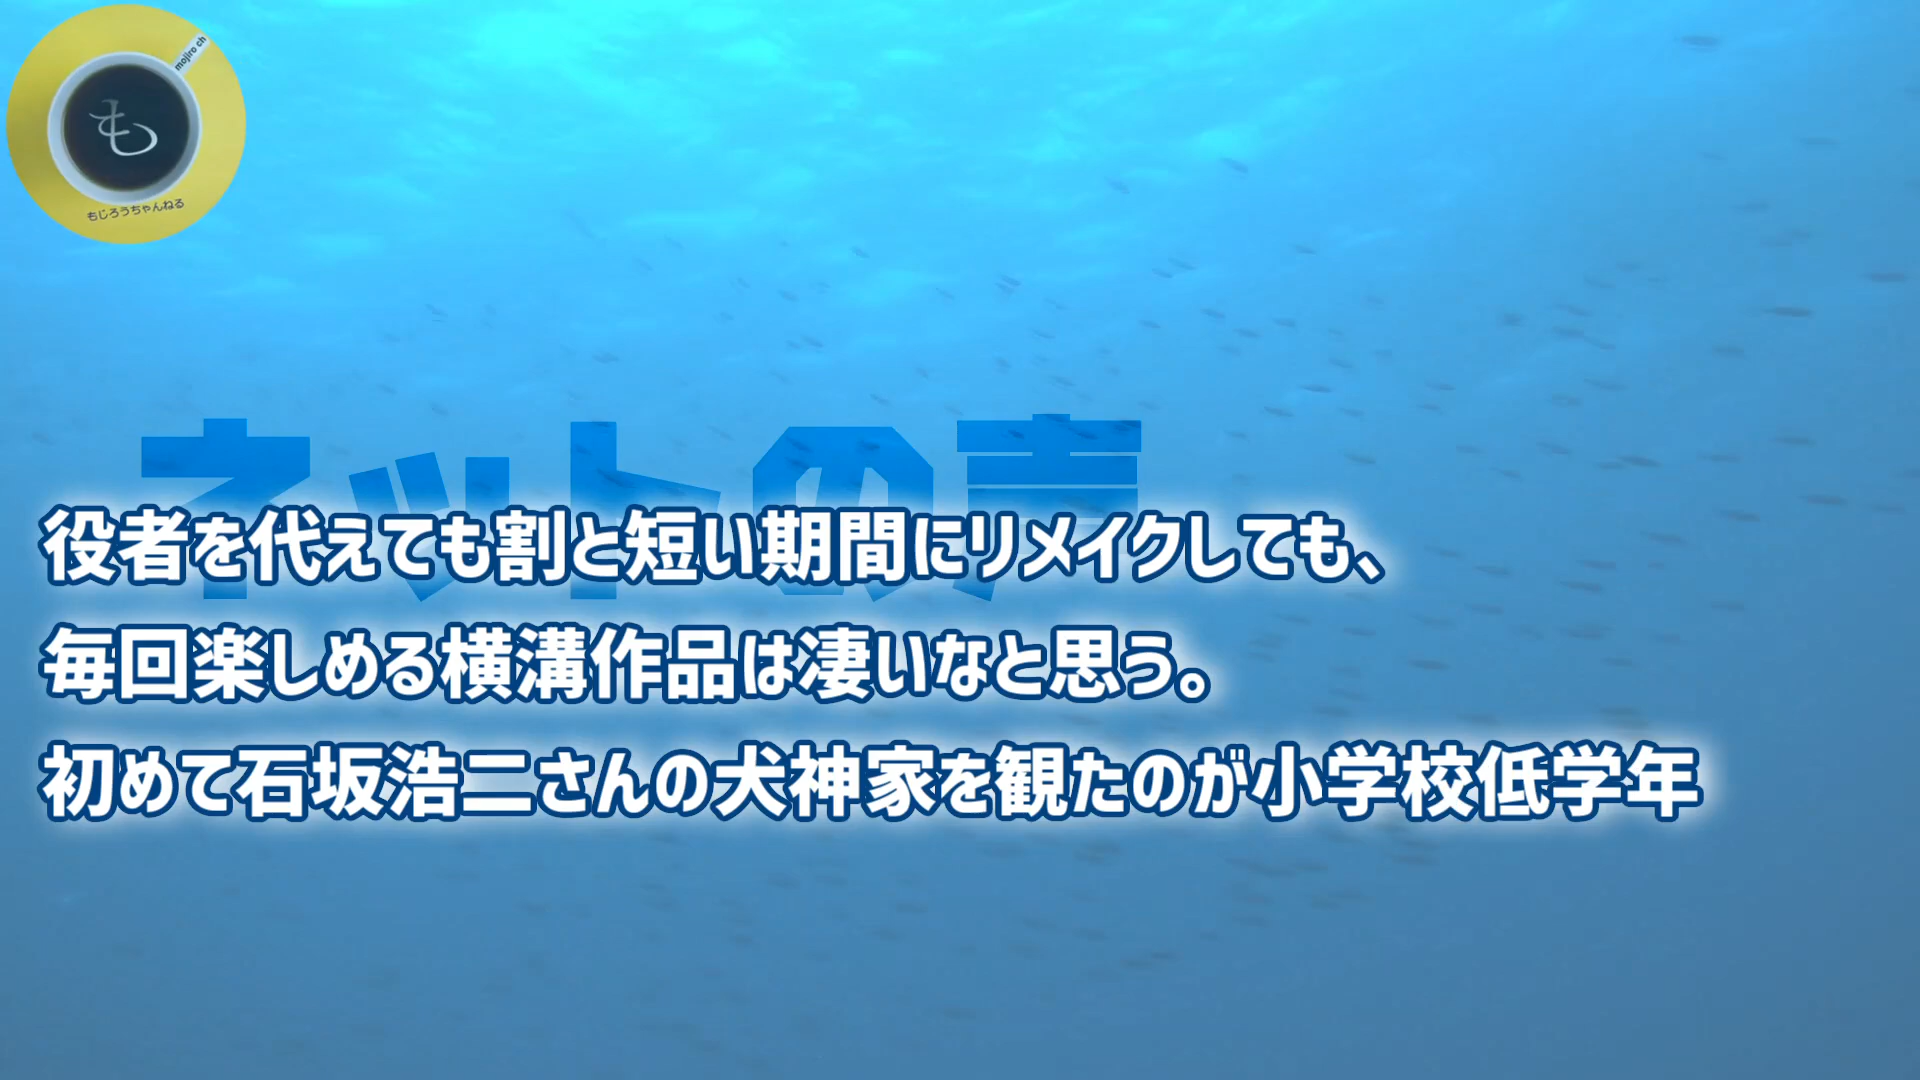 mojiro ch
も
もじろうちゃんねる
ネットの声
役者を代えても割と短い期間にリメイクしても、
毎回楽しめる横溝作品は凄いなと思う。
初めて石坂浩二さんの犬神家を観たのが小学校低学年